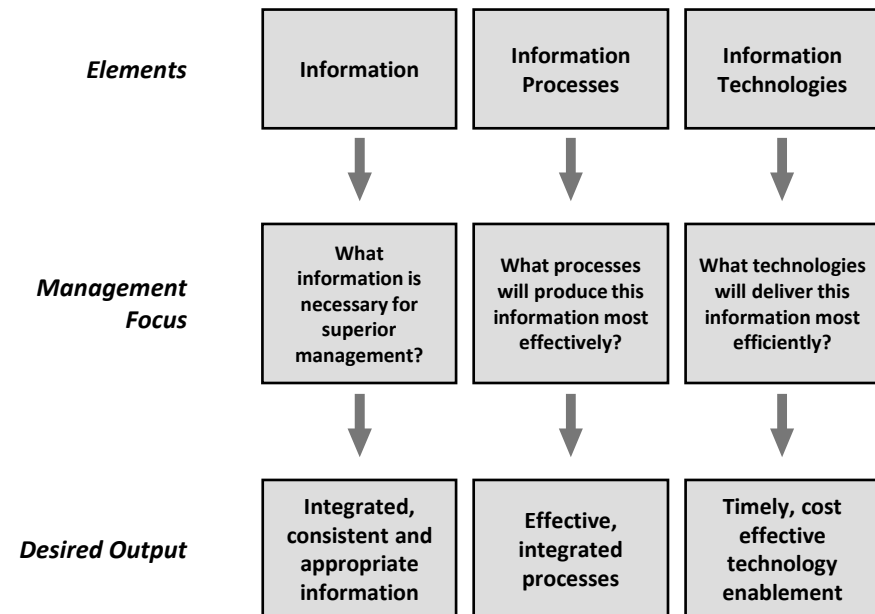 Elements
Information
Information
Processes
Information
Technologies
Management
Focus
What
information is
necessary for
superior
management?
What processes
will produce this
information most
effectively?
What technologies
will deliver this
information most
efficiently?
Desired Output
Integrated,
consistent and
appropriate
information
Effective,
integrated
processes
Timely, cost
effective
technology
enablement